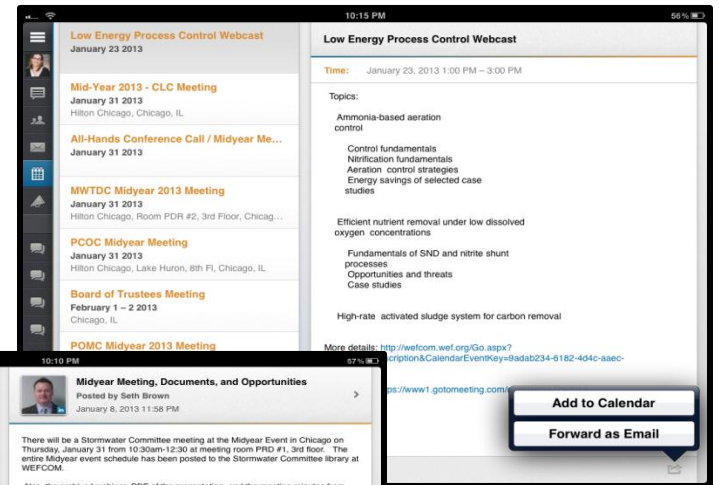 10:15 PM
56%
Low Energy Process Control Webcast
January 23 2013
Mid-Year 2013 - CLC Meeting
January 31 2013
Hilton Chicago, Chicago, IL
All-Hands Conference Call / Midyear Me...
January 31 2013
MWTDC Midyear 2013 Meeting
January 31 2013
Hilton Chicago, Room PDR #2, 3rd Floor, Chicag...
PCOC Midyear Meeting
January 31 2013
Hilton Chicago, Lake Huron, 8th Fl, Chicago, IL
Board of Trustees Meeting
February 1 – 2 2013
Chicago, IL
POMC Midyear 2013 Meeting
Low Energy Process Control Webcast
Time: January 23, 2013 1:00 PM – 3:00 PM
Topics:
Ammonia-based aeration
control
Control fundamentals
Nitrification fundamentals
Aeration control strategies
Energy savings of selected case
studies
Efficient nutrient removal under low dissolved
oxygen concentrations
Fundamentals of SND and nitrite shunt
processes
Opportunities and threats
Case studies
High-rate activated sludge system for carbon removal
More details: http://wefcom.wef.org/Go.aspx?
cription&CalendarEventKey=9adab234-6182-4d4c-aaec-
ps://www1.gotomeeting.com/
Add to Calendar
Forward as Email
10:10 PM
57%
Midyear Meeting, Documents, and Opportunities
Posted by Seth Brown
January 8, 2013 11:58 PM
There will be a Stormwater Committee meeting at the Midyear Event in Chicago on
Thursday, January 31 from 10:30am-12:30 at meeting room PRD #1, 3rd floor. The
entire Midyear event schedule has been posted to the Stormwater Committee library at
WEFCOM.